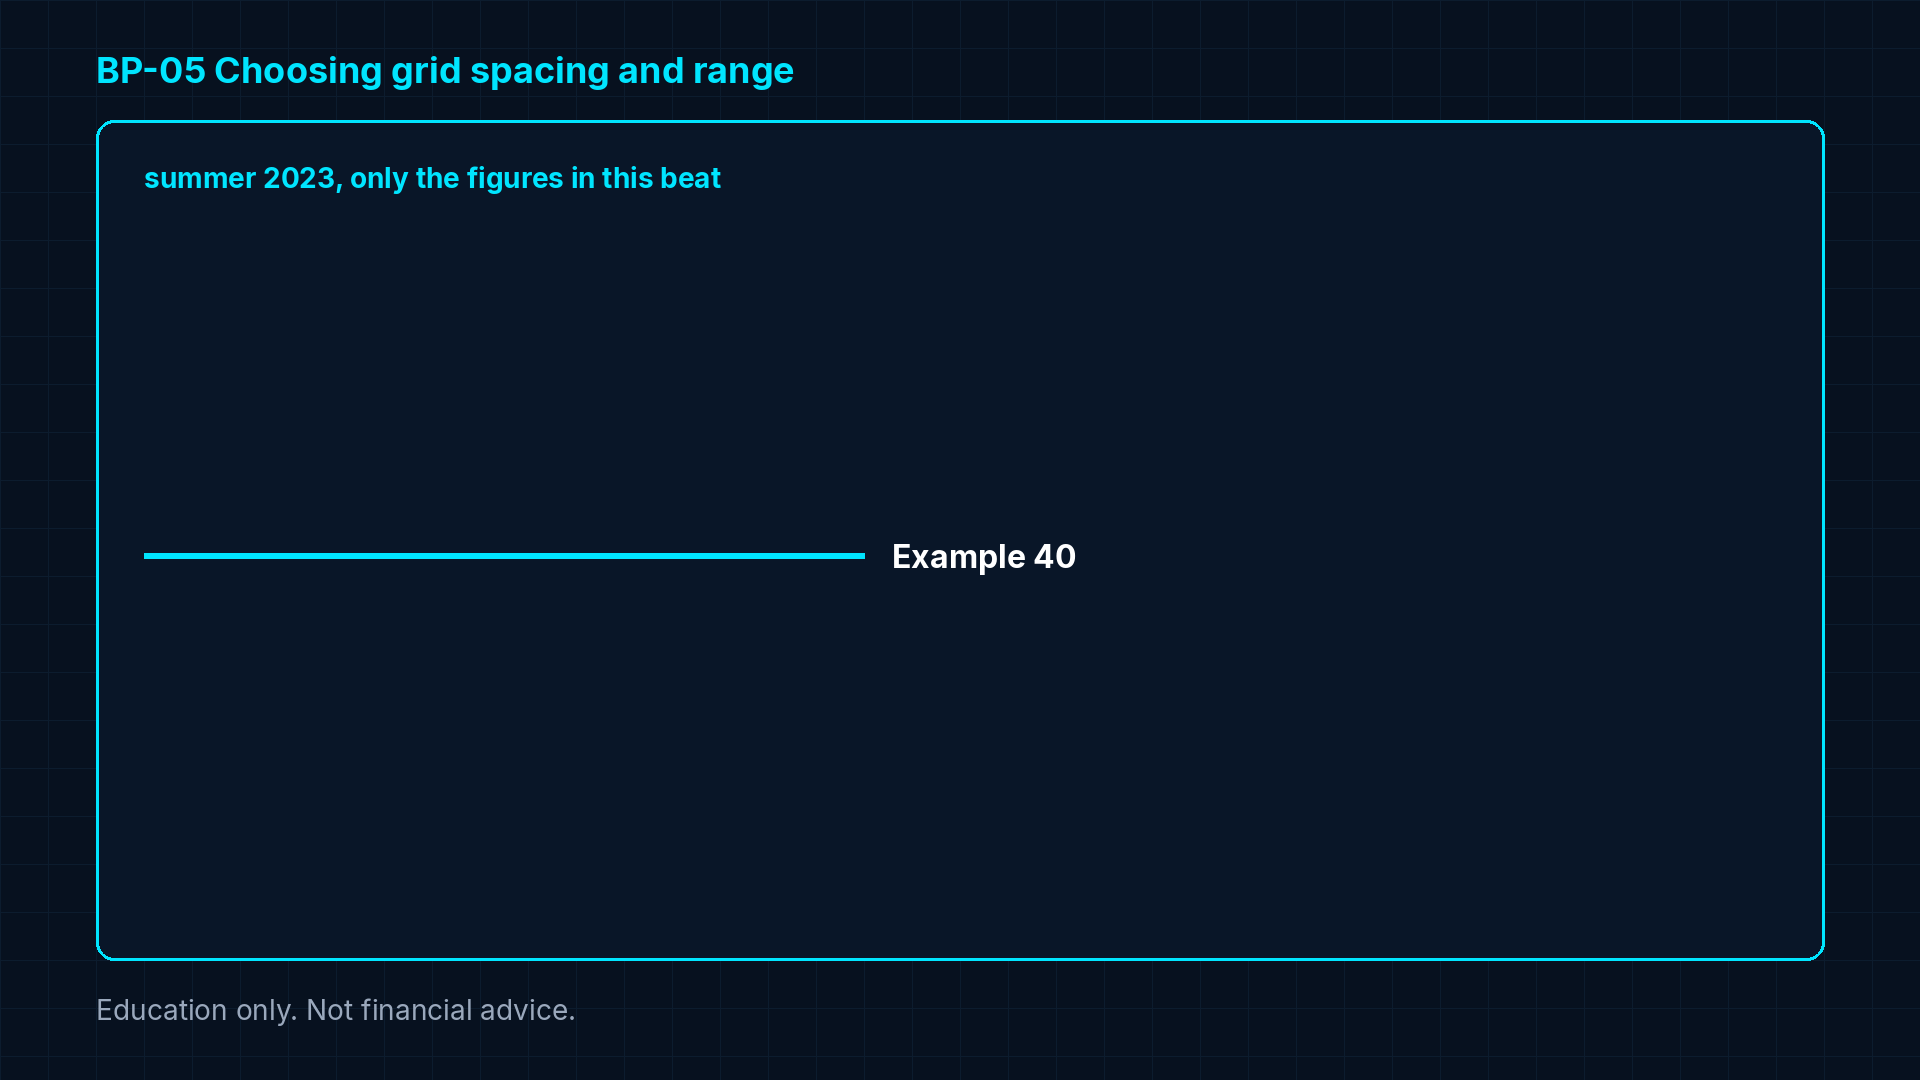 BP-05 Choosing grid spacing and range
summer 2023, only the figures in this beat
Example 40
Education only. Not financial advice.